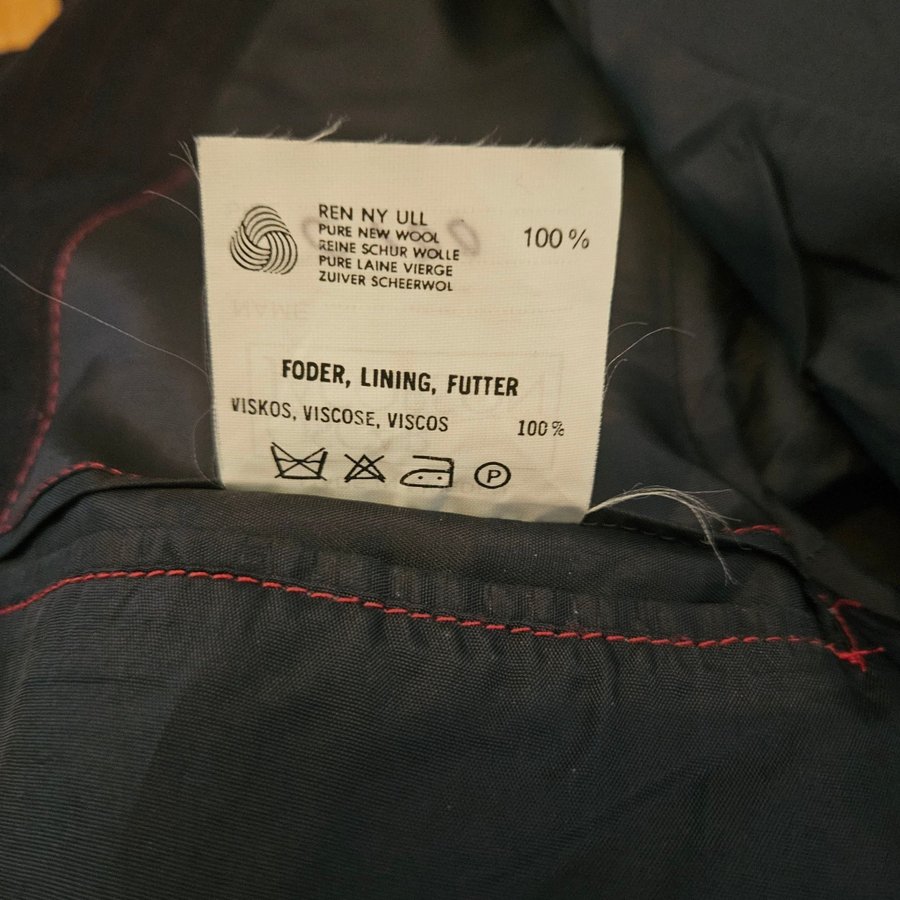 REN NY ULL
PURE NEW WOOL 100%
REINE SCHUR WOLLE
PURE LAINE VIERGE
ZUIVER SCHEERWOL
FODER, LINING, FUTTER
VISKOS, VISCOSE, VISCOS 100%
P